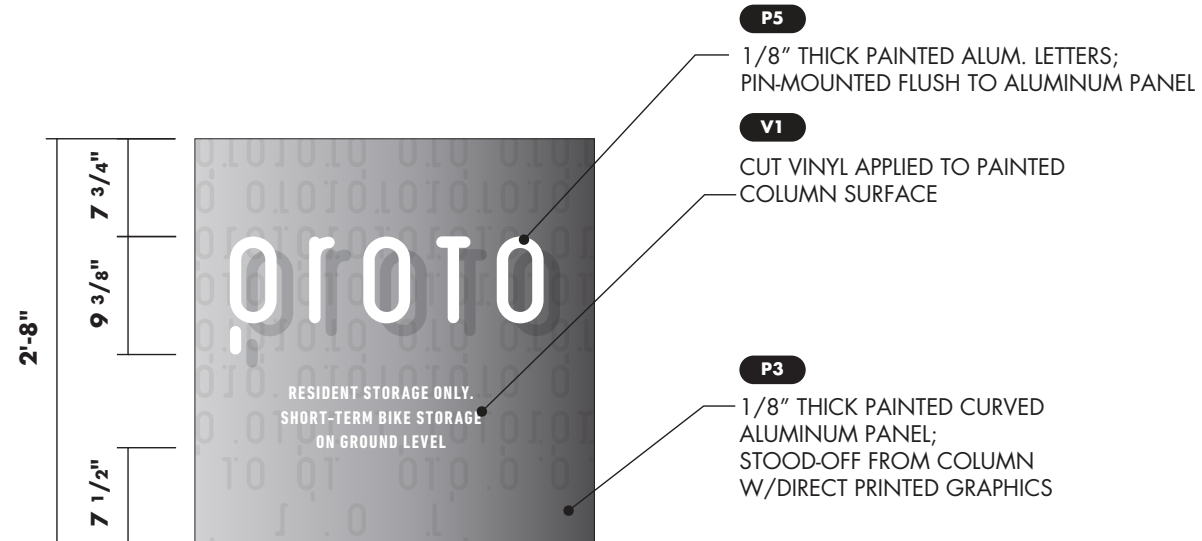 P5
1/8" THICK PAINTED ALUM. LETTERS;
PIN-MOUNTED FLUSH TO ALUMINUM PANEL
V1
CUT VINYL APPLIED TO PAINTED
COLUMN SURFACE
2'-8"
7 3/4"
9 3/8"
7 1/2"
proto
RESIDENT STORAGE ONLY.
SHORT-TERM BIKE STORAGE
ON GROUND LEVEL
P3
1/8" THICK PAINTED CURVED
ALUMINUM PANEL;
STOOD-OFF FROM COLUMN
W/DIRECT PRINTED GRAPHICS